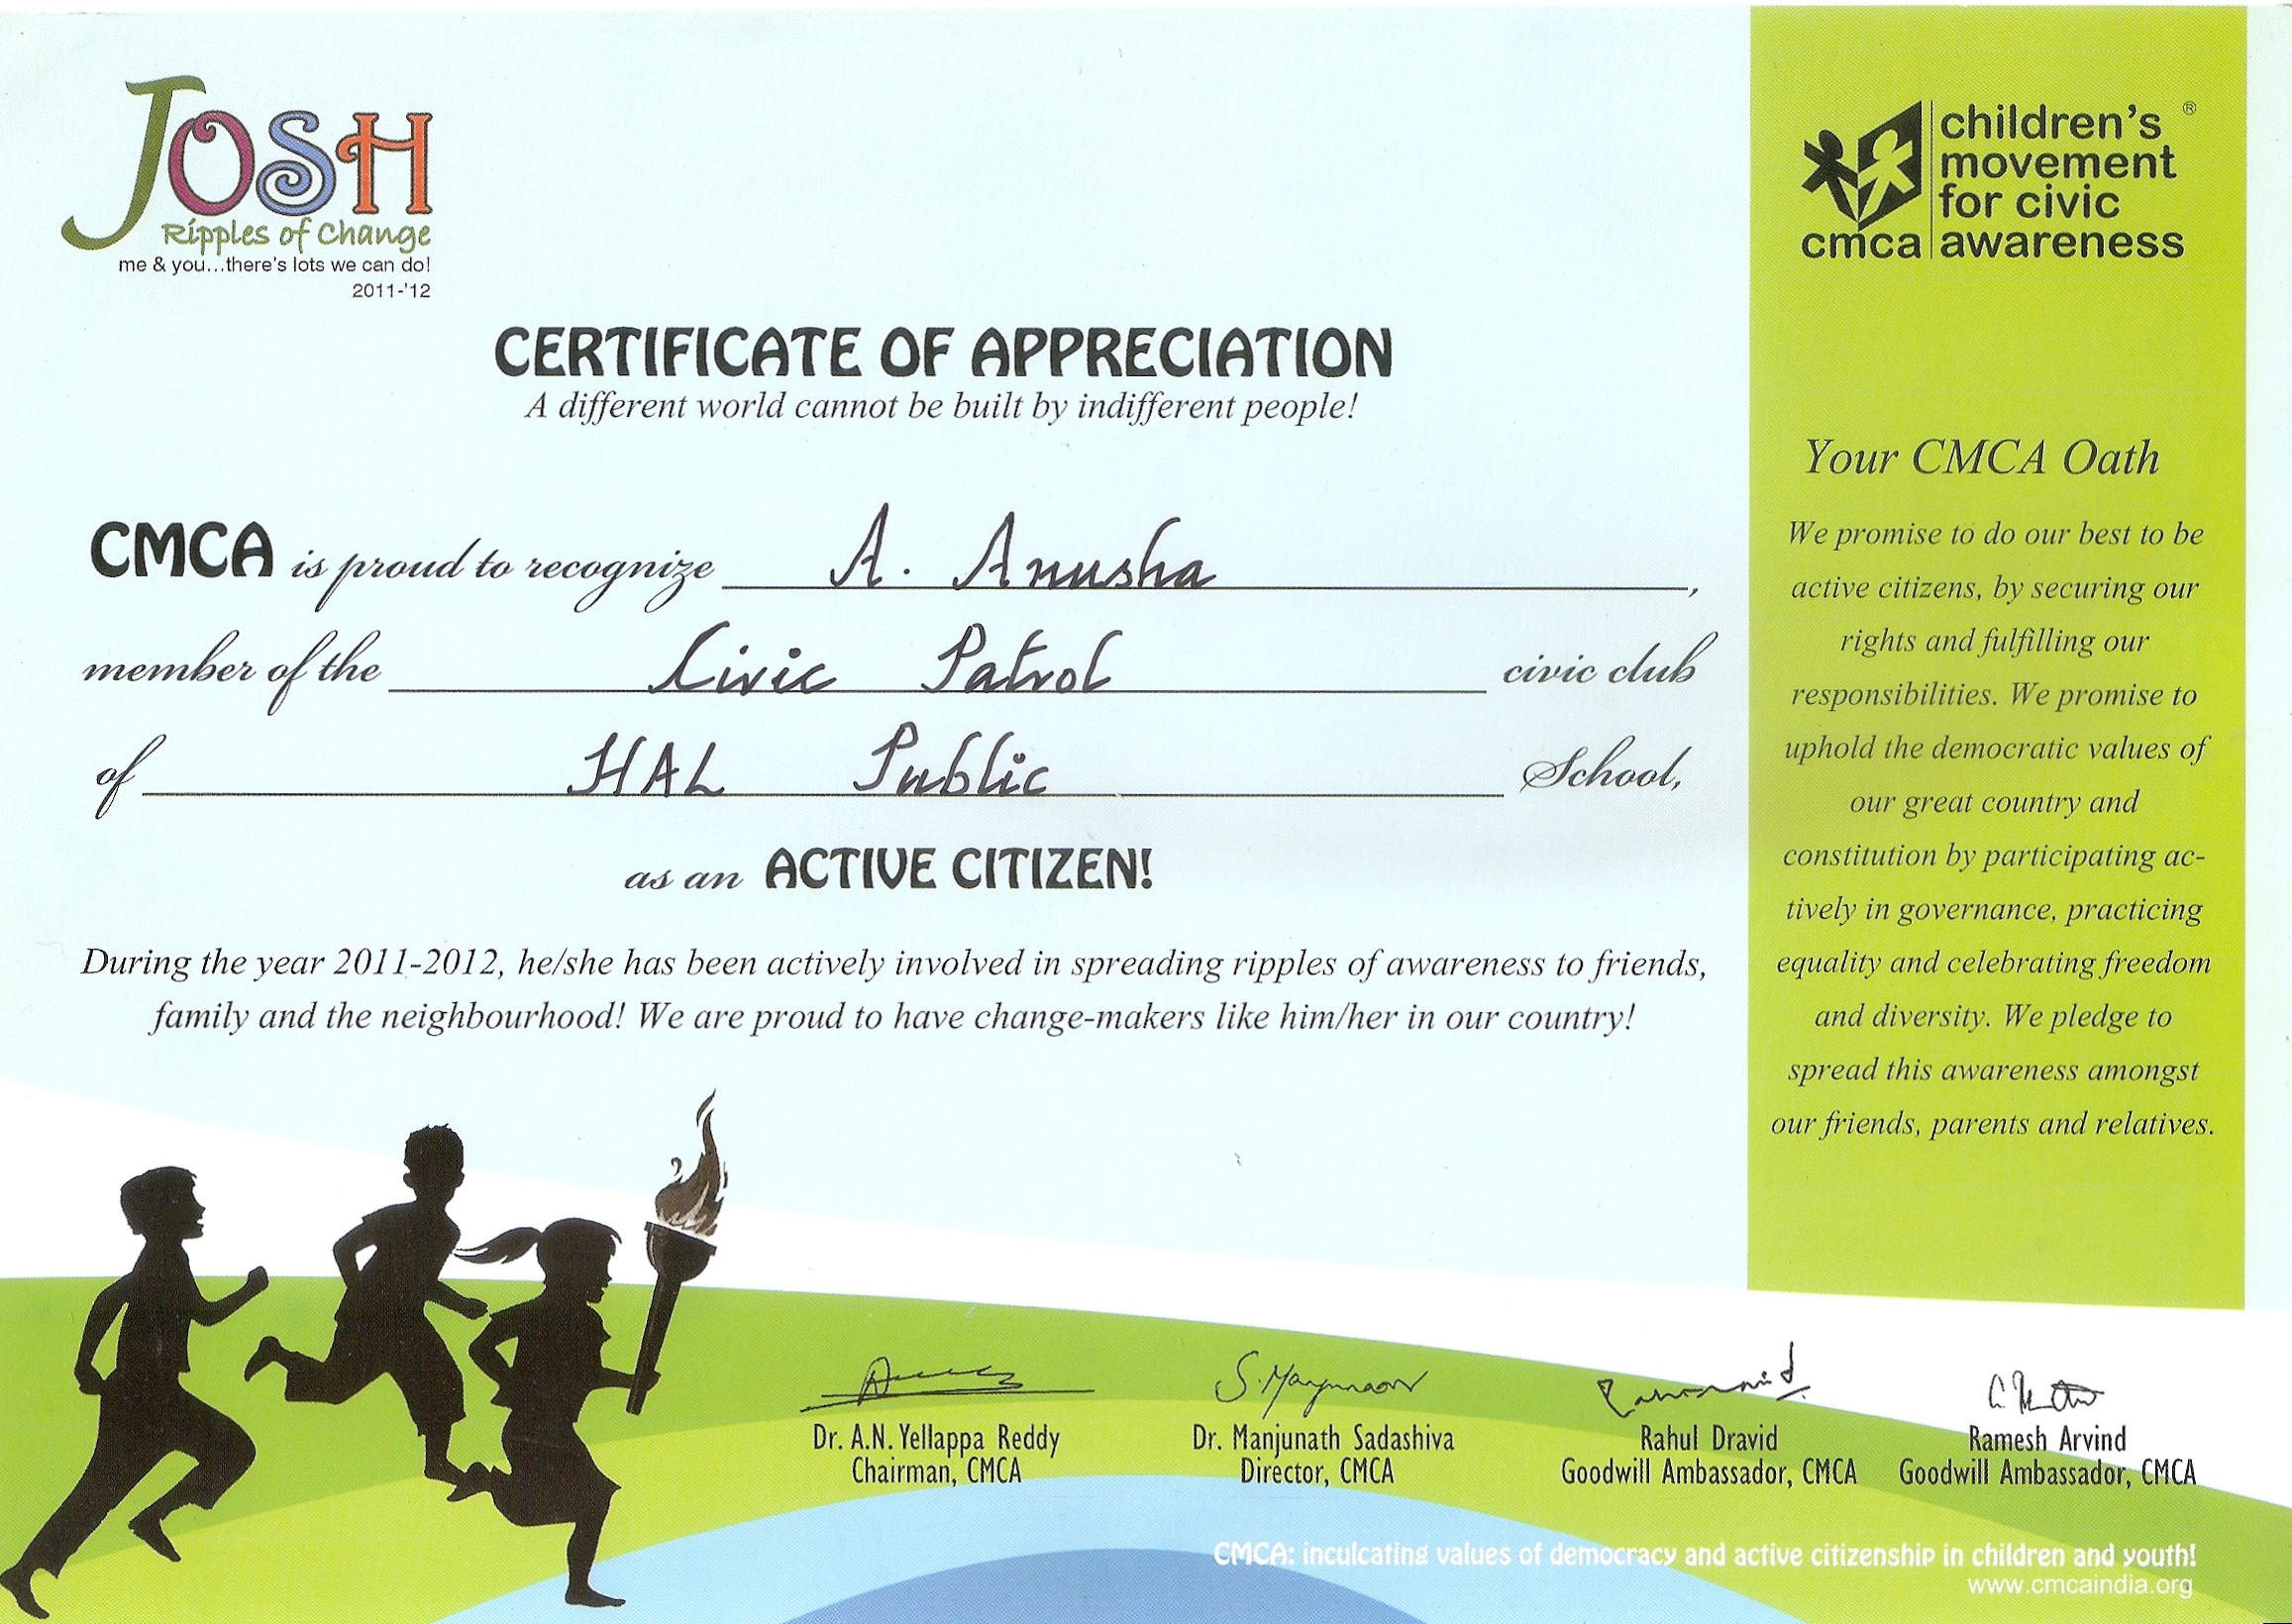 JOSH
Ripples of Change
me & you...there's lots we can do!
2011-'12
CERTIFICATE OF APPRECIATION
A different world cannot be built by indifferent people!
CMCA is proud to recognize A. Anusha,
member of the Civic Patrol civic club
of HAL Public School,
as an ACTIVE CITIZEN!
During the year 2011-2012, he/she has been actively involved in spreading ripples of awareness to friends,
family and the neighbourhood! We are proud to have change-makers like him/her in our country!
children's ®
movement
for civic
cmca awareness
Your CMCA Oath
We promise to do our best to be
active citizens, by securing our
rights and fulfilling our
responsibilities. We promise to
uphold the democratic values of
our great country and
constitution by participating ac-
tively in governance, practicing
equality and celebrating freedom
and diversity. We pledge to
spread this awareness amongst
our friends, parents and relatives.
Dr. A.N. Yellappa Reddy
Chairman, CMCA
Dr. Manjunath Sadashiva
Director, CMCA
Rahul Dravid
Goodwill Ambassador, CMCA
Ramesh Arvind
Goodwill Ambassador, CMCA
CMCA: inculcating values of democracy and active citizenship in children and youth!
www.cmcaindia.org